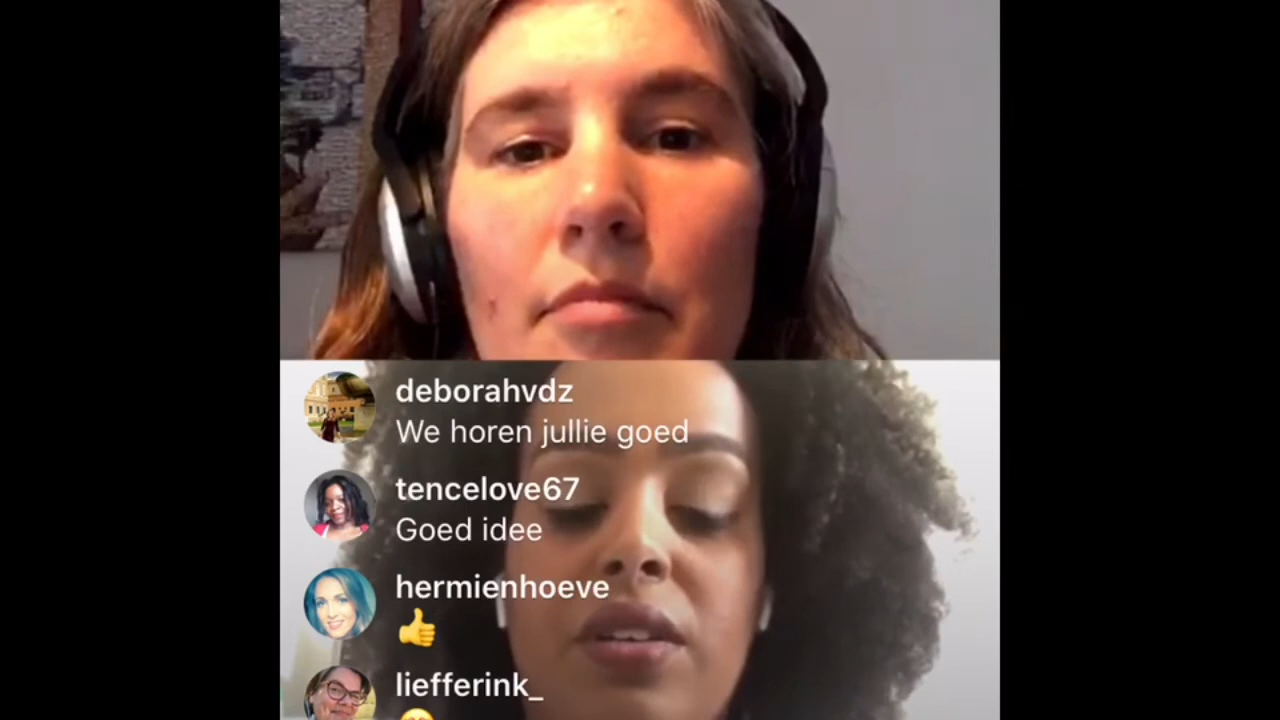 deborahvdz
We horen jullie goed
tencelove67
Goed idee
hermienhoeve
👍
liefferink_